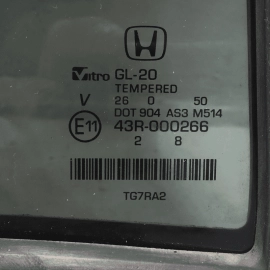 Vitro GL-20
TEMPERED
V 26 0 50
DOT 904 AS3 M514
E11 43R-000266
2 8
TG7RA2